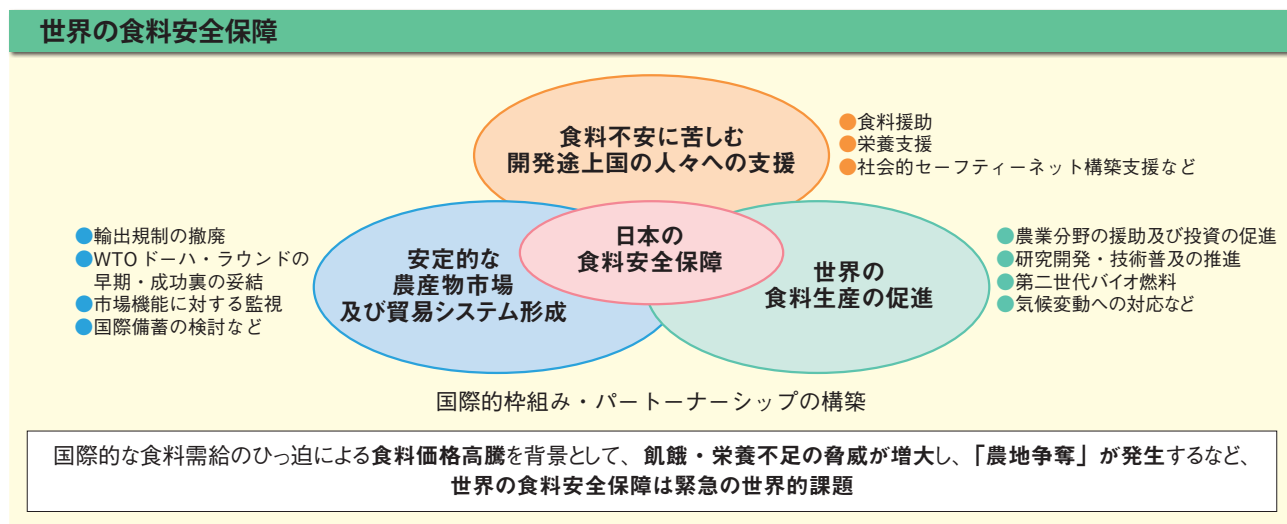 世界の食料安全保障
食料不安に苦しむ
開発途上国の人々への支援
●食料援助
●栄養支援
●社会的セーフティーネット構築支援など
●輸出規制の撤廃
●WTOドーハ・ラウンドの
早期・成功裏の妥結
●市場機能に対する監視
●国際備蓄の検討など
安定的な
農産物市場
及び貿易システム形成
日本の
食料安全保障
世界の
食料生産の促進
●農業分野の援助及び投資の促進
●研究開発・技術普及の推進
●第二世代バイオ燃料
●気候変動への対応など
国際的枠組み・パートーナーシップの構築
国際的な食料需給のひっ迫による食料価格高騰を背景として、飢餓・栄養不足の脅威が増大し、「農地争奪」が発生するなど、
世界の食料安全保障は緊急の世界的課題